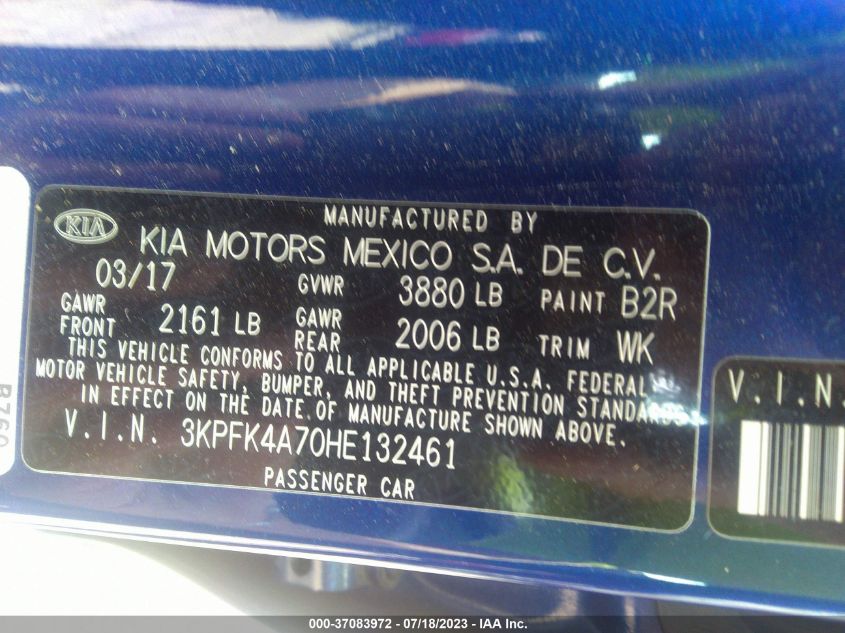 MANUFACTURED BY
KIA KIA MOTORS MEXICO S.A. DE C.V.
03/17 GVWR 3880 LB PAINT B2R
GAWR FRONT 2161 LB GAWR REAR 2006 LB TRIM WK
THIS VEHICLE CONFORMS TO ALL APPLICABLE U.S.A. FEDERAL
MOTOR VEHICLE SAFETY, BUMPER, AND THEFT PREVENTION STANDARDS
IN EFFECT ON THE DATE OF MANUFACTURE SHOWN ABOVE.
V.I.N. 3KPFK4A70HE132461
PASSENGER CAR
V.I.N.
000-37083972 / 07/18/2023 - IAA Inc.